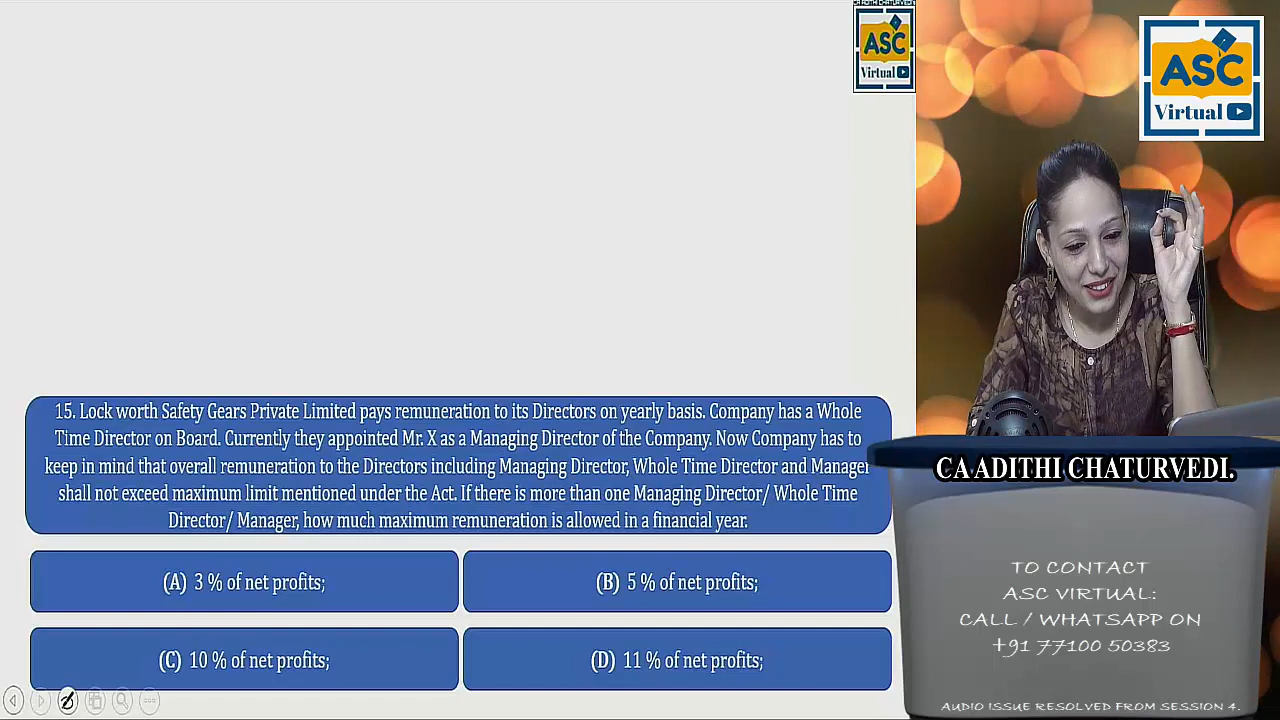 CA ADITHI CHATURVEDI
ASC
Virtual
ASC
Virtual
15. Lock worth Safety Gears Private Limited pays remuneration to its Directors on yearly basis. Company has a Whole
Time Director on Board. Currently they appointed Mr. X as a Managing Director of the Company. Now Company has to
keep in mind that overall remuneration to the Directors including Managing Director, Whole Time Director and Manager
shall not exceed maximum limit mentioned under the Act. If there is more than one Managing Director/ Whole Time
Director/ Manager, how much maximum remuneration is allowed in a financial year.
(A) 3 % of net profits;
(B) 5 % of net profits;
(C) 10 % of net profits;
(D) 11 % of net profits;
CA ADITHI CHATURVEDI.
TO CONTACT
ASC VIRTUAL:
CALL / WHATSAPP ON
+91 77100 50383
AUDIO ISSUE RESOLVED FROM SESSION 4.